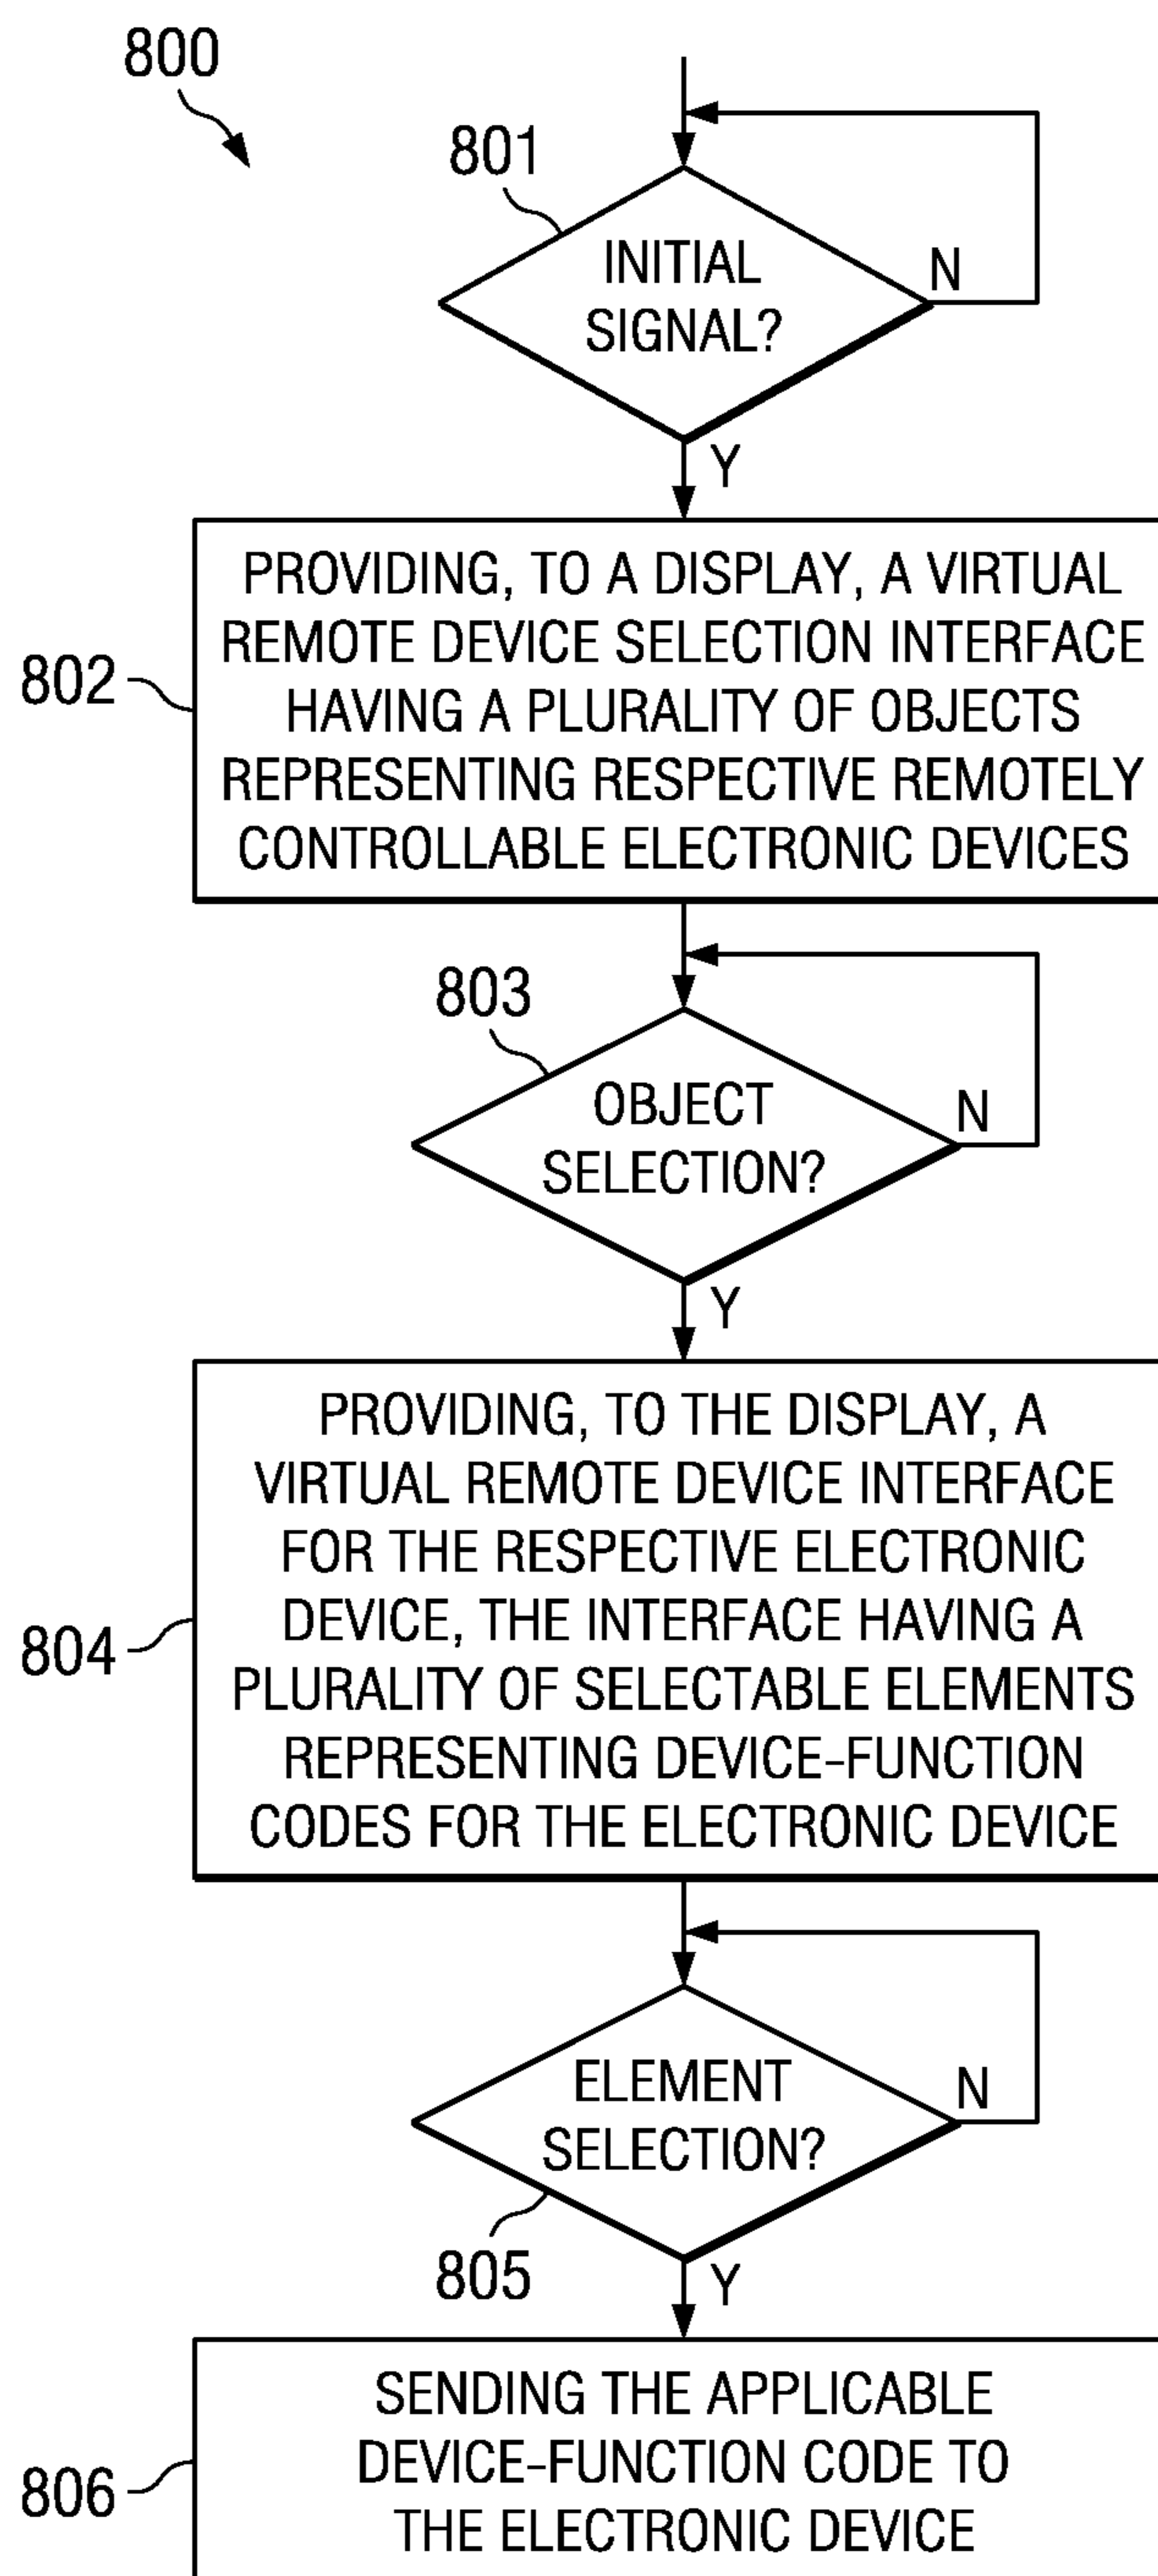 800
801
INITIAL
SIGNAL?
N
Y
802
PROVIDING, TO A DISPLAY, A VIRTUAL
REMOTE DEVICE SELECTION INTERFACE
HAVING A PLURALITY OF OBJECTS
REPRESENTING RESPECTIVE REMOTELY
CONTROLLABLE ELECTRONIC DEVICES
803
OBJECT
SELECTION?
N
Y
804
PROVIDING, TO THE DISPLAY, A
VIRTUAL REMOTE DEVICE INTERFACE
FOR THE RESPECTIVE ELECTRONIC
DEVICE, THE INTERFACE HAVING A
PLURALITY OF SELECTABLE ELEMENTS
REPRESENTING DEVICE-FUNCTION
CODES FOR THE ELECTRONIC DEVICE
ELEMENT
SELECTION?
N
805
Y
806
SENDING THE APPLICABLE
DEVICE-FUNCTION CODE TO
THE ELECTRONIC DEVICE